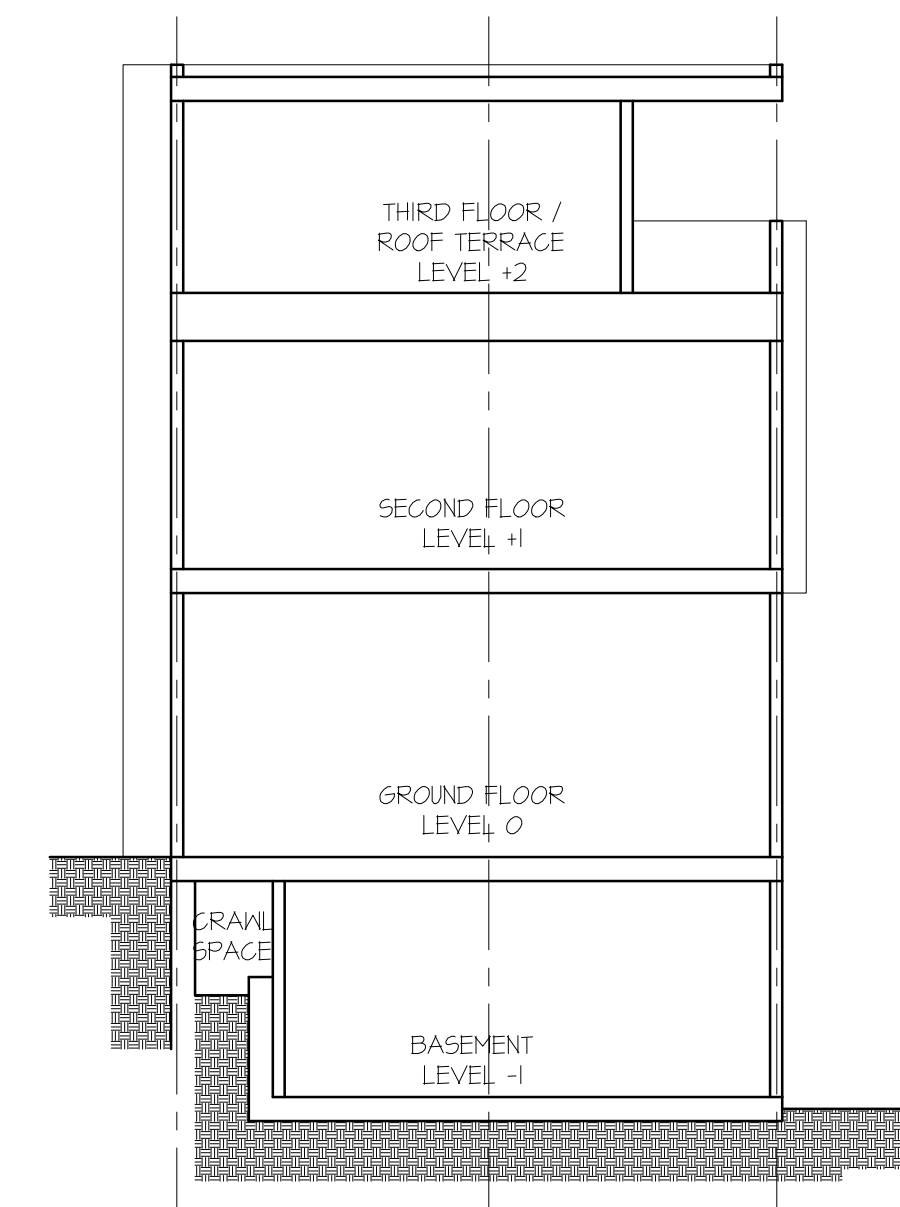 THIRD FLOOR /
ROOF TERRACE
LEVEL +2
SECOND FLOOR
LEVEL +1
GROUND FLOOR
LEVEL 0
CRAWL
SPACE
BASEMENT
LEVEL -1